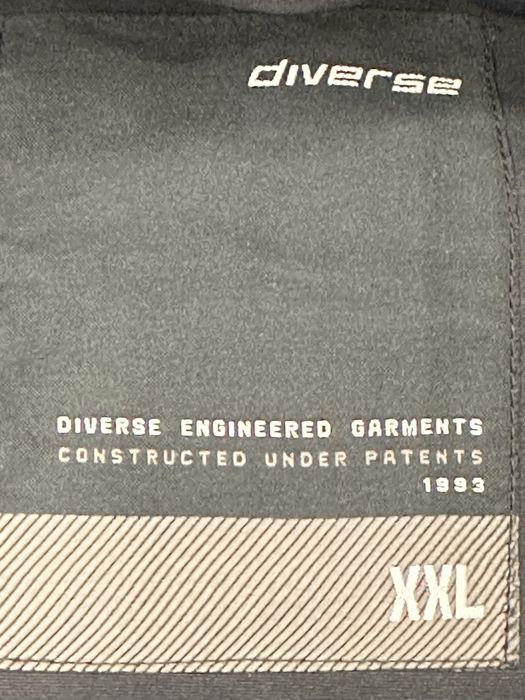 diverse
DIVERSE ENGINEERED GARMENTS
CONSTRUCTED UNDER PATENTS
1993
XXL